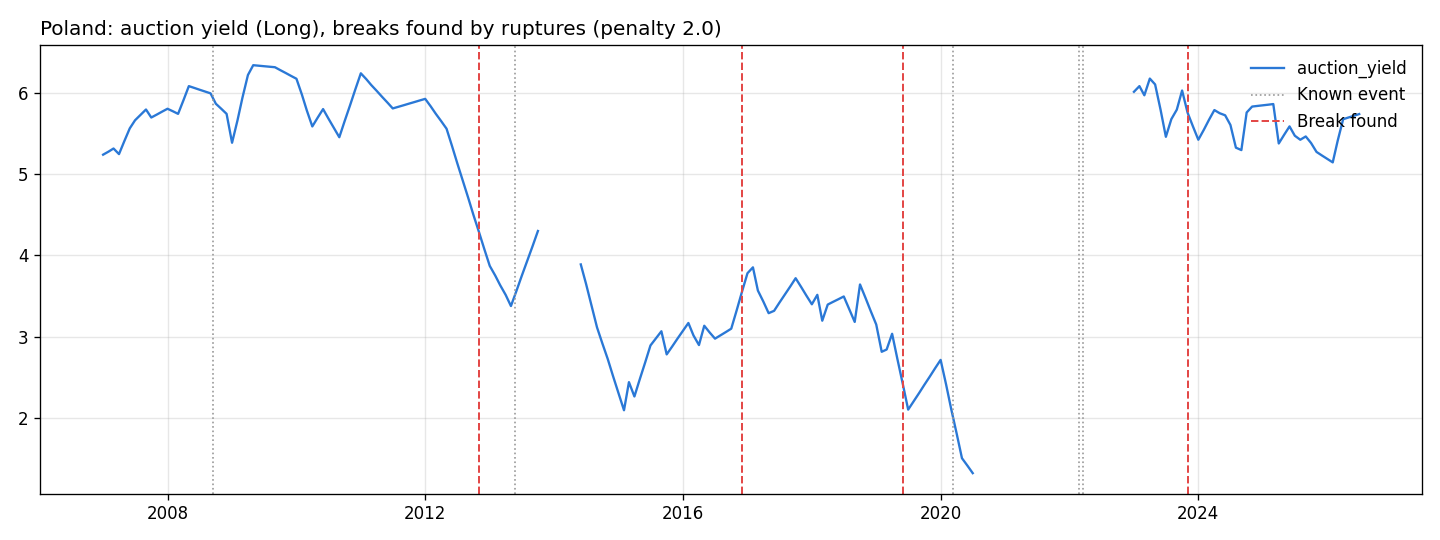 Poland: auction yield (Long), breaks found by ruptures (penalty 2.0)
auction_yield
Known event
Break found
6
5
4
3
2
2008
2012
2016
2020
2024